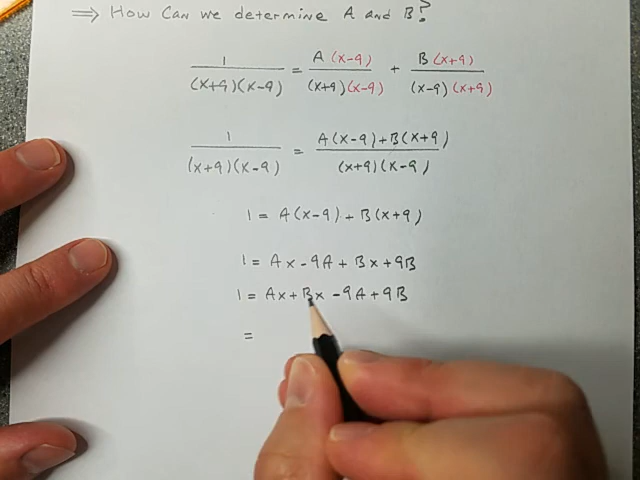 ⟹ How can we determine A and B?
1/((x+9)(x-9)) = A(x-9)/((x+9)(x-9)) + B(x+9)/((x-9)(x+9))
1/((x+9)(x-9)) = (A(x-9)+B(x+9))/((x+9)(x-9))
1 = A(x-9)+B(x+9)
1 = Ax-9A+Bx+9B
1 = Ax+Bx-9A+9B
=